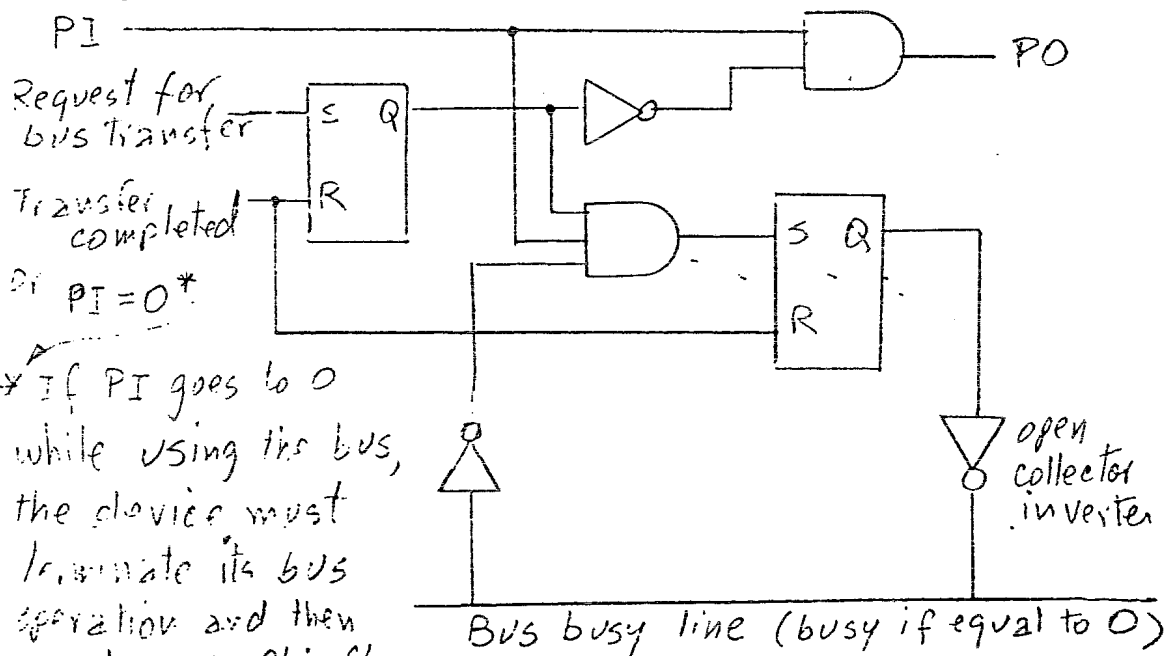 PI
PO
Request for
bus Transfer
S Q
R
Transfer
completed
or PI = 0*
S Q
R
* If PI goes to 0
while using the bus,
the device must
terminate its bus
operation and then
open
collector
inverter
Bus busy line (busy if equal to 0)